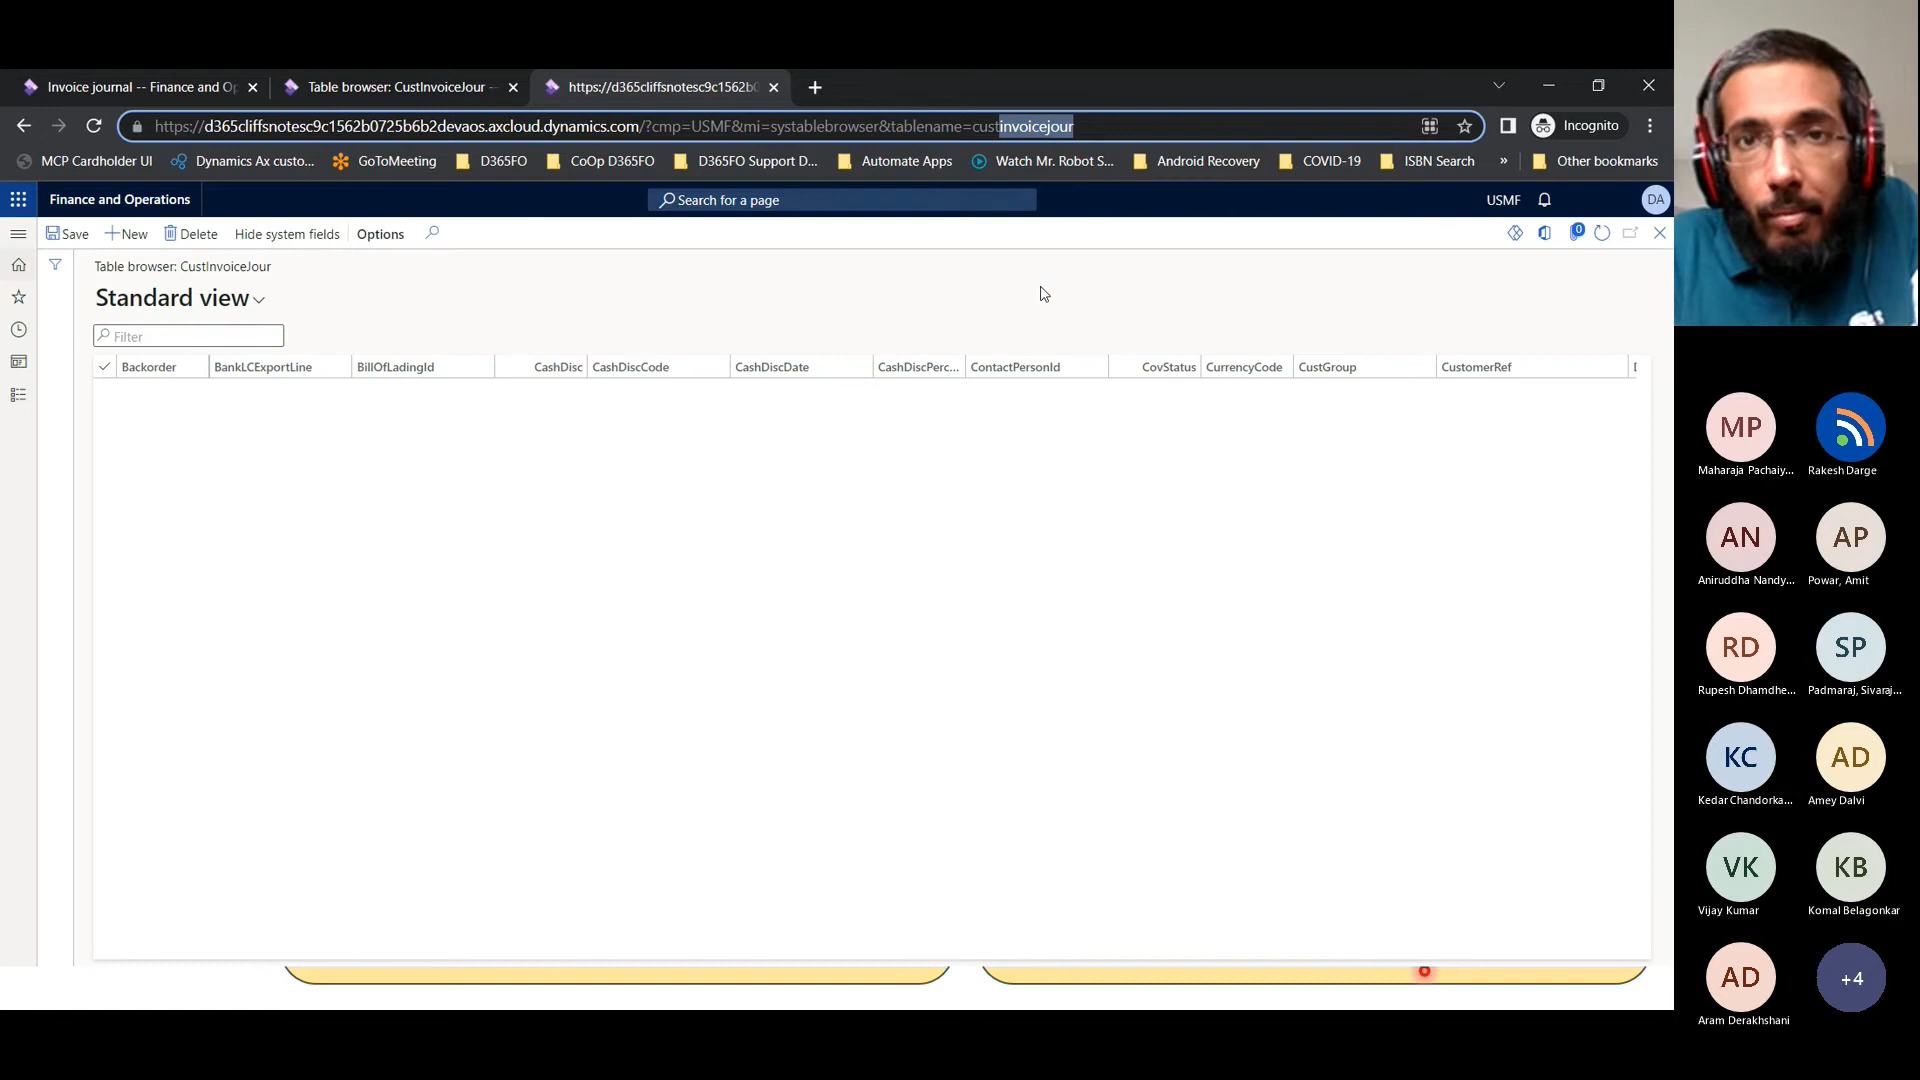 Invoice journal -- Finance and Op
Table browser: CustInvoiceJour --
https://d365cliffsnotesc9c1562b0
https://d365cliffsnotesc9c1562b0725b6b2devaos.axcloud.dynamics.com/?cmp=USMF&mi=systablebrowser&tablename=custinvoicejour
Incognito
MCP Cardholder UI
Dynamics Ax custo...
GoToMeeting
D365FO
CoOp D365FO
D365FO Support D...
Automate Apps
Watch Mr. Robot S...
Android Recovery
COVID-19
ISBN Search
»
Other bookmarks
Finance and Operations
Search for a page
USMF
DA
Save
New
Delete
Hide system fields
Options
0
Table browser: CustInvoiceJour
Standard view
Filter
Backorder
BankLCExportLine
BillOfLadingId
CashDisc
CashDiscCode
CashDiscDate
CashDiscPerc...
ContactPersonId
CovStatus
CurrencyCode
CustGroup
CustomerRef
MP
Maharaja Pachaiy...
Rakesh Darge
AN
Aniruddha Nandy...
AP
Powar, Amit
RD
Rupesh Dhamdhe...
SP
Padmaraj, Sivaraj...
KC
Kedar Chandorka...
AD
Amey Dalvi
VK
Vijay Kumar
KB
Komal Belagonkar
AD
Aram Derakhshani
+4